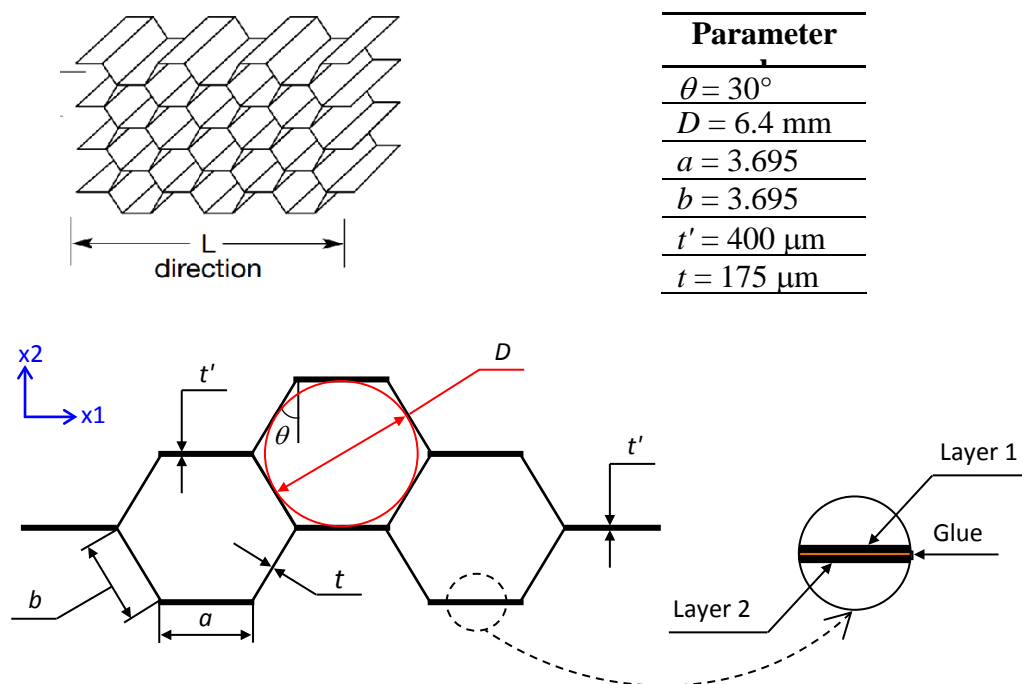 L
direction
Parameter
θ = 30°
D = 6.4 mm
a = 3.695
b = 3.695
t' = 400 μm
t = 175 μm
x2
x1
t'
D
θ
t'
Layer 1
Glue
Layer 2
t
b
a